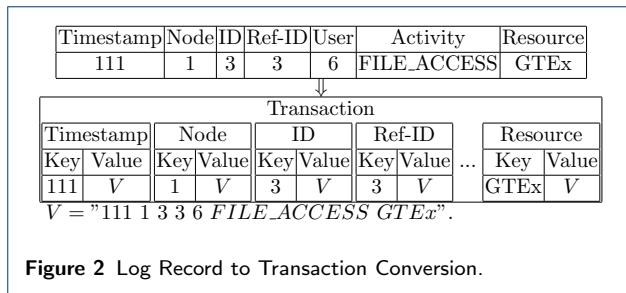 Timestamp Node ID Ref-ID User Activity Resource
111 1 3 3 6 FILE_ACCESS GTEx
⇓
Transaction
Timestamp Node ID Ref-ID Resource
Key Value Key Value Key Value Key Value ... Key Value
111 V 1 V 3 V 3 V GTEx V
V = "111 1 3 3 6 FILE_ACCESS GTEx".
Figure 2 Log Record to Transaction Conversion.